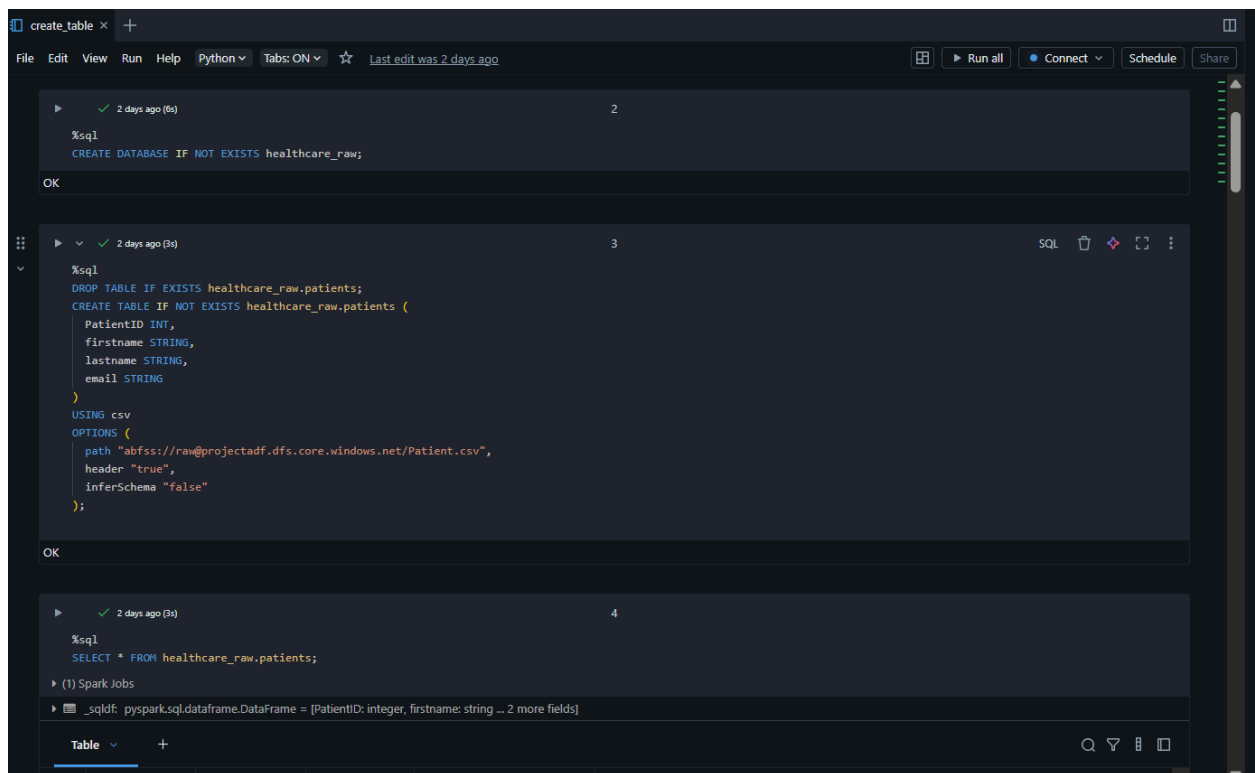 create_table × +
File Edit View Run Help Python Tabs: ON Last edit was 2 days ago Run all Connect Schedule Share
2 days ago (6s) 2
%sql
CREATE DATABASE IF NOT EXISTS healthcare_raw;
OK
2 days ago (3s) 3 SQL
%sql
DROP TABLE IF EXISTS healthcare_raw.patients;
CREATE TABLE IF NOT EXISTS healthcare_raw.patients (
PatientID INT,
firstname STRING,
lastname STRING,
email STRING
)
USING csv
OPTIONS (
path "abfss://raw@projectadf.dfs.core.windows.net/Patient.csv",
header "true",
inferSchema "false"
);
OK
2 days ago (3s) 4
%sql
SELECT * FROM healthcare_raw.patients;
(1) Spark Jobs
_sqldf: pyspark.sql.dataframe.DataFrame = [PatientID: integer, firstname: string ... 2 more fields]
Table +